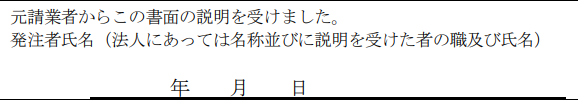 元請業者からこの書面の説明を受けました。
発注者氏名（法人にあっては名称並びに説明を受けた者の職及び氏名）
年　　月　　日